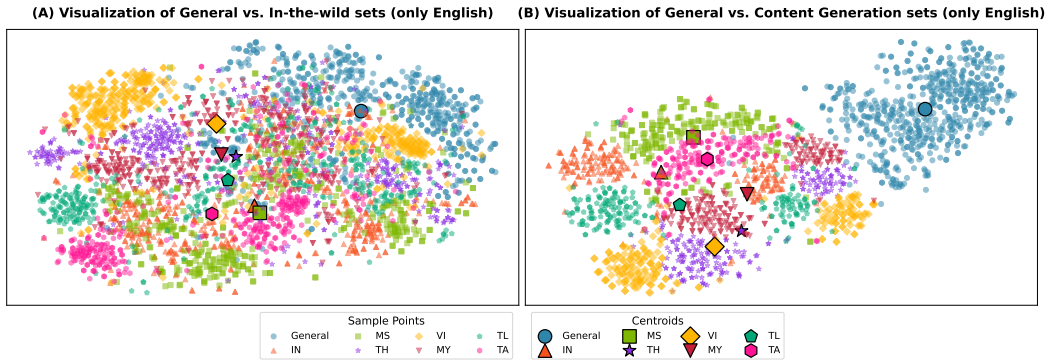 (A) Visualization of General vs. In-the-wild sets (only English)
(B) Visualization of General vs. Content Generation sets (only English)
Sample Points
General MS VI TL
IN TH MY TA
Centroids
General MS VI TL
IN TH MY TA